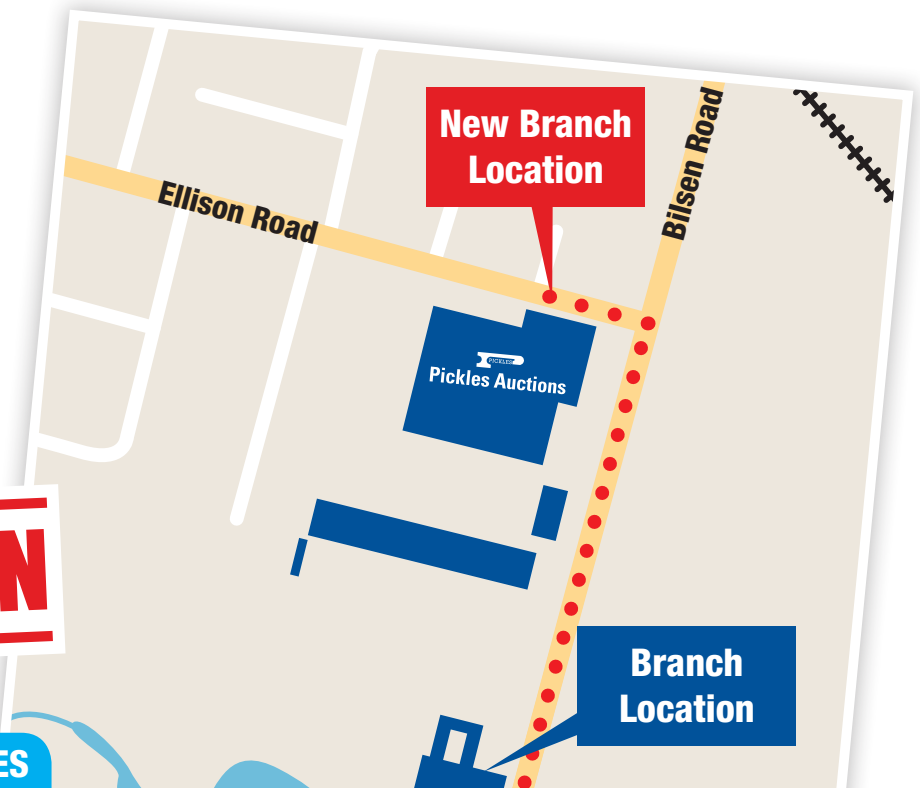 New Branch
Location
Bilsen Road
Ellison Road
PICKLES
Pickles Auctions
N
Branch
Location
ES